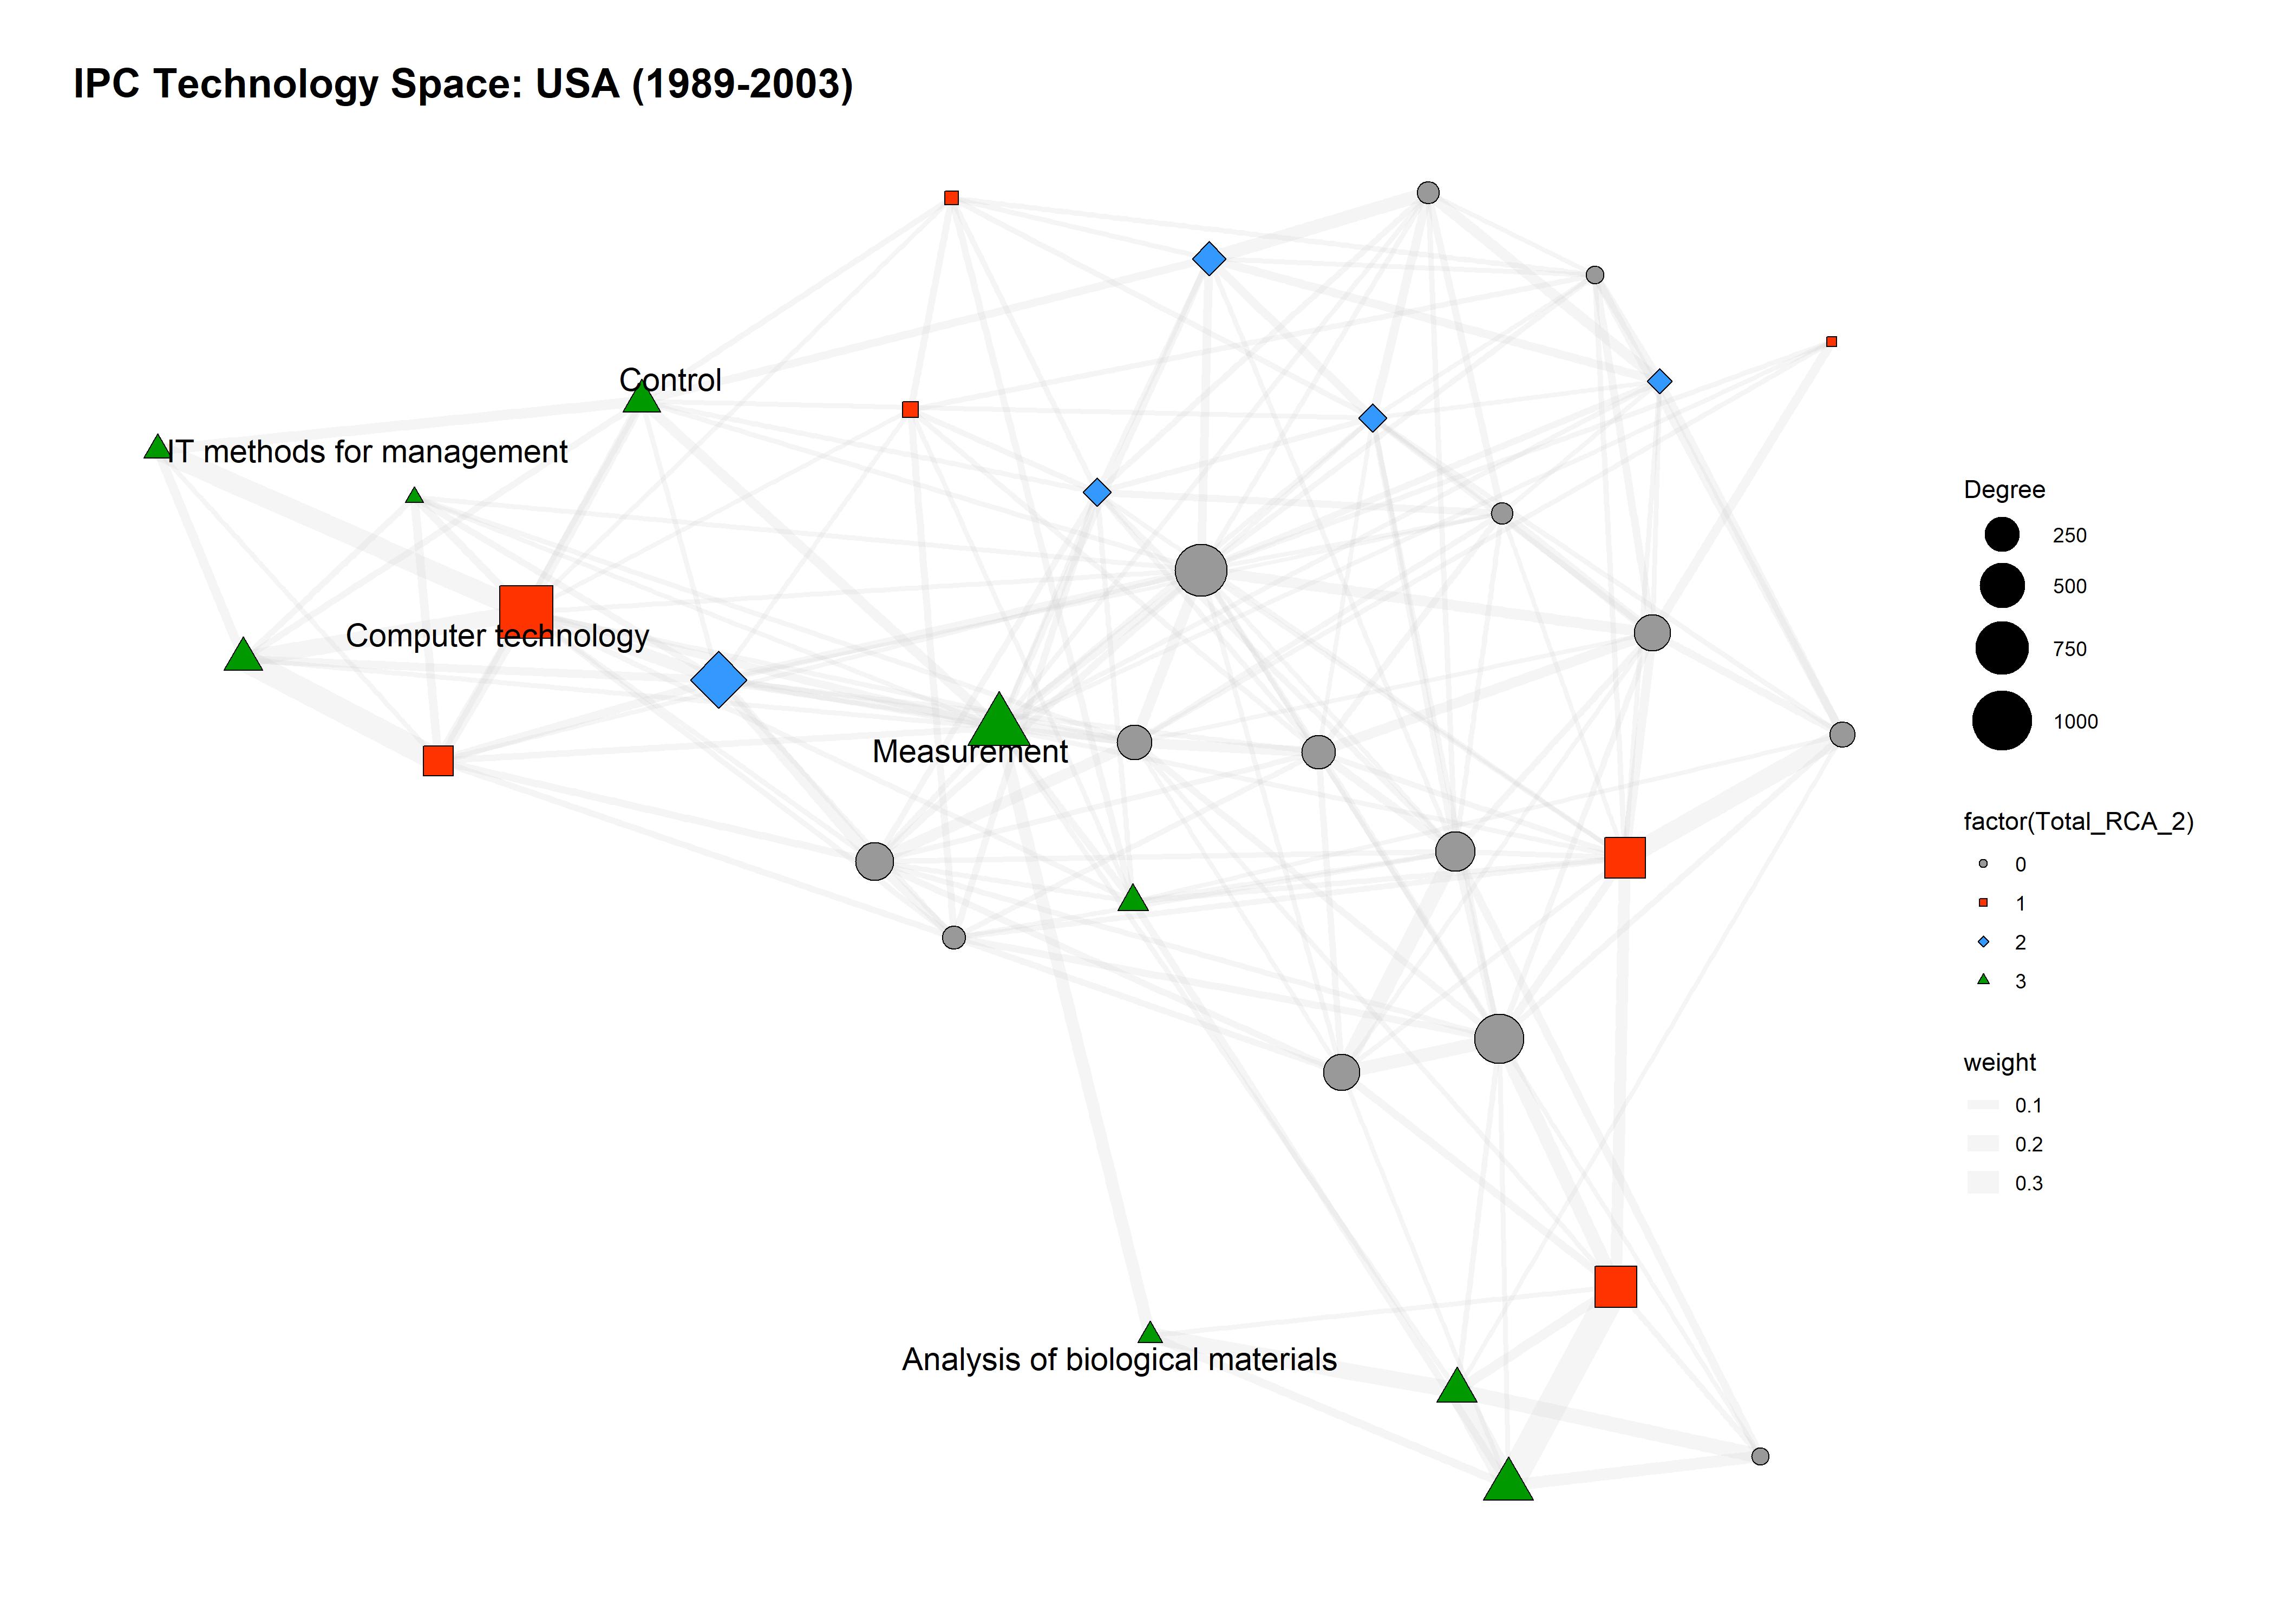 IPC Technology Space: USA (1989-2003)
Control
IT methods for management
Computer technology
Measurement
Analysis of biological materials
Degree
250
500
750
1000
factor(Total_RCA_2)
0
1
2
3
weight
0.1
0.2
0.3